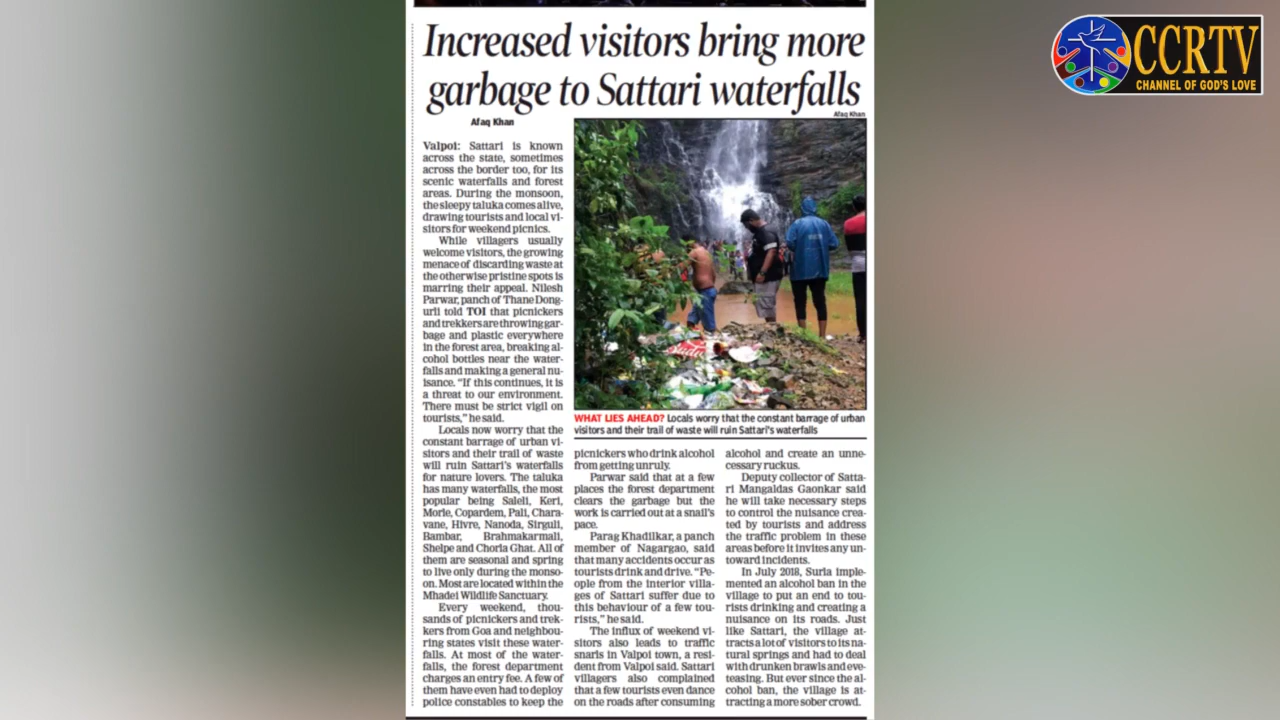 CCRTV
CHANNEL OF GOD'S LOVE
Increased visitors bring more
garbage to Sattari waterfalls
Afaq Khan
Afaq Khan
Valpoi: Sattari is known
across the state, sometimes
across the border too, for its
scenic waterfalls and forest
areas. During the monsoon,
the sleepy taluka comes alive,
drawing tourists and local vi-
sitors for weekend picnics.
While villagers usually
welcome visitors, the growing
menace of discarding waste at
the otherwise pristine spots is
marring their appeal. Nilesh
Parwar, panch of Thane Dong-
urli told TOI that picnickers
and trekkers are throwing gar-
bage and plastic everywhere
in the forest area, breaking al-
cohol bottles near the water-
falls and making a general nu-
isance. “If this continues, it is
a threat to our environment.
There must be strict vigil on
tourists,” he said.
Locals now worry that the
constant barrage of urban vi-
sitors and their trail of waste
will ruin Sattari's waterfalls
for nature lovers. The taluka
has many waterfalls, the most
popular being Saleli, Keri,
Morle, Copardem, Pali, Chara-
vane, Hivre, Nanoda, Sirguli,
Bambar, Brahmakarmali,
Shelpe and Chorla Ghat. All of
them are seasonal and spring
to live only during the monso-
on. Most are located within the
Mhadei Wildlife Sanctuary.
Every weekend, thou-
sands of picnickers and trek-
kers from Goa and neighbou-
ring states visit these water-
falls. At most of the water-
falls, the forest department
charges an entry fee. A few of
them have even had to deploy
police constables to keep the
WHAT LIES AHEAD? Locals worry that the constant barrage of urban
visitors and their trail of waste will ruin Sattari's waterfalls
picnickers who drink alcohol
from getting unruly.
Parwar said that at a few
places the forest department
clears the garbage but the
work is carried out at a snail's
pace.
Parag Khadilkar, a panch
member of Nagargao, said
that many accidents occur as
tourists drink and drive. “Pe-
ople from the interior villa-
ges of Sattari suffer due to
this behaviour of a few tou-
rists,” he said.
The influx of weekend vi-
sitors also leads to traffic
snarls in Valpoi town, a resi-
dent from Valpoi said. Sattari
villagers also complained
that a few tourists even dance
on the roads after consuming
alcohol and create an unne-
cessary ruckus.
Deputy collector of Satta-
ri Mangaldas Gaonkar said
he will take necessary steps
to control the nuisance crea-
ted by tourists and address
the traffic problem in these
areas before it invites any un-
toward incidents.
In July 2018, Surla imple-
mented an alcohol ban in the
village to put an end to tou-
rists drinking and creating a
nuisance on its roads. Just
like Sattari, the village at-
tracts a lot of visitors to its na-
tural springs and had to deal
with drunken brawls and eve-
teasing. But ever since the al-
cohol ban, the village is at-
tracting a more sober crowd.